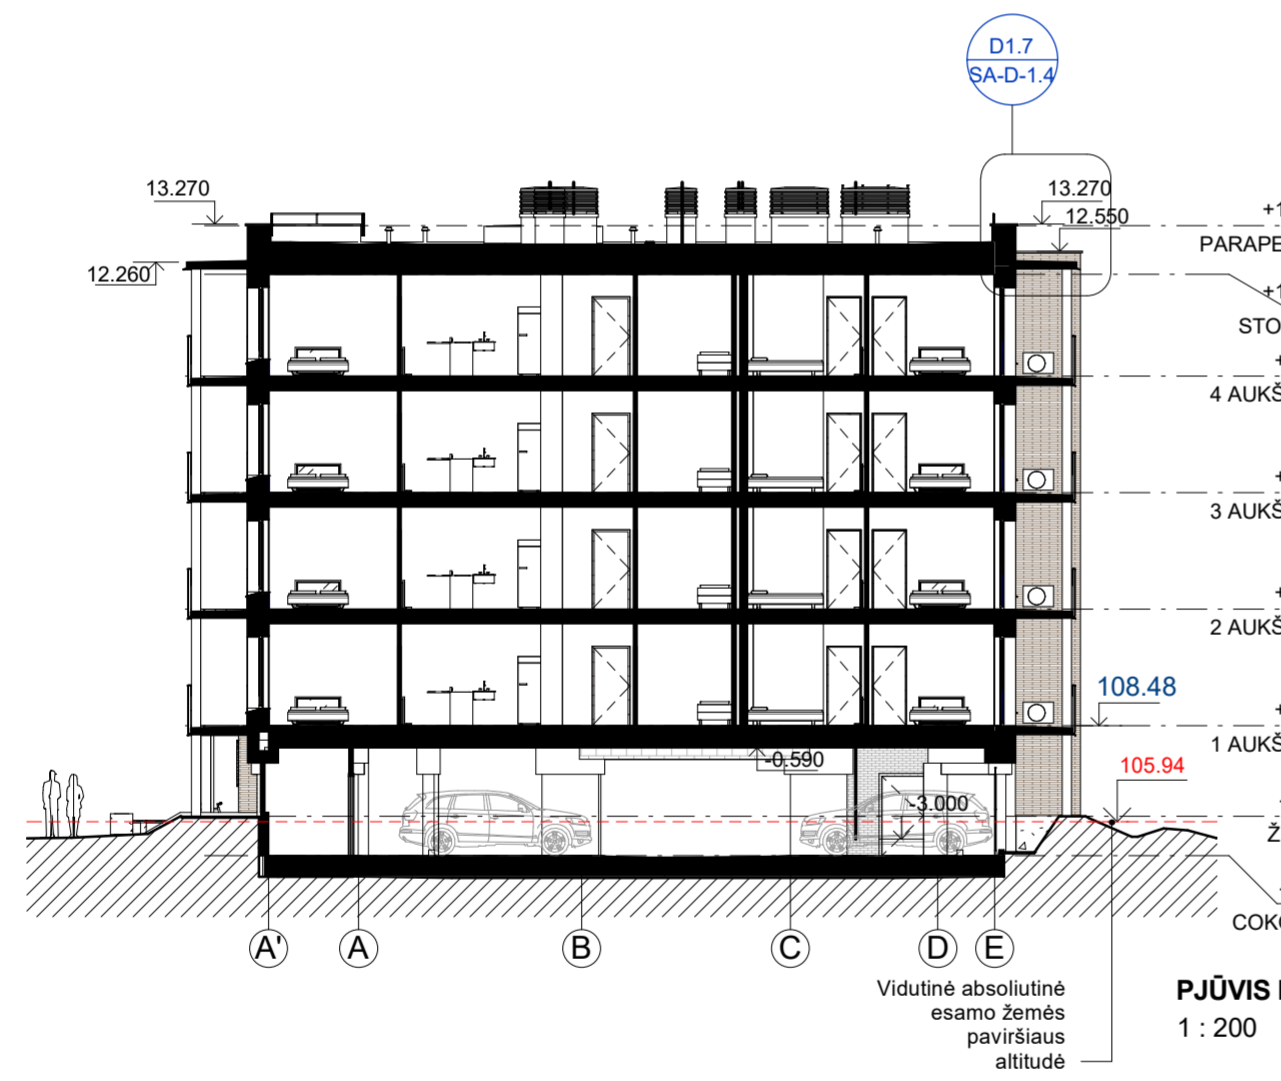 D1.7
SA-D-1.4
13.270
13.270
12.550
12.260
+1
PARAPE
+1
STO
+
4 AUKŠ
+
3 AUKŠ
+
2 AUKŠ
108.48
+
1 AUKŠ
-0.590
105.94
-3.000
Ž
COKO
A'
A
B
C
D
E
Vidutinė absoliutinė
esamo žemės
paviršiaus
altitudė
PJŪVIS
1 : 200